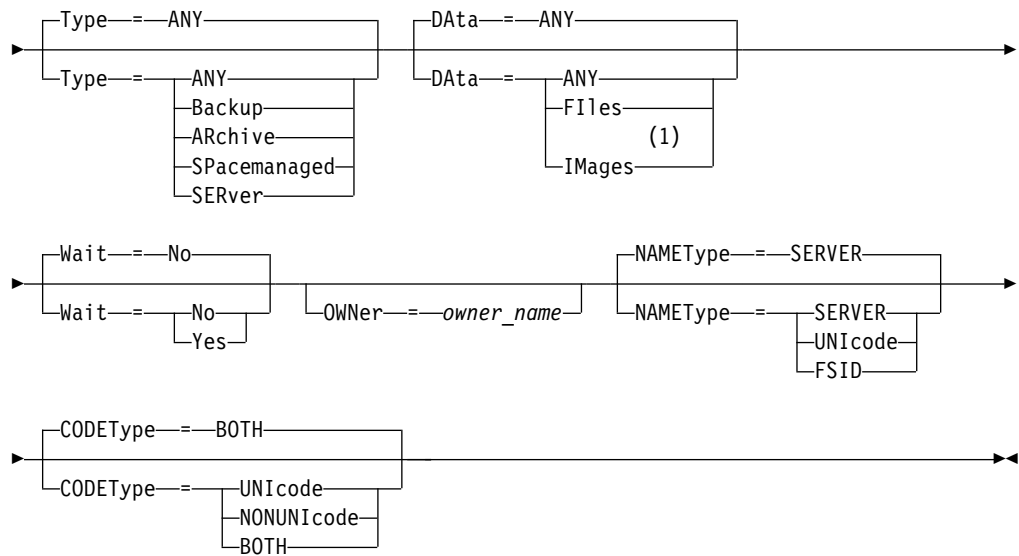 Type = ANY DAta = ANY
Type = ANY DAta = ANY
Backup FIles
ARchive (1)
SPacemanaged IMages
SERver
Wait = No NAMEType = SERVER
Wait = No OWNer = owner_name NAMEType = SERVER
Yes UNIcode
FSID
CODEType = BOTH
CODEType = UNIcode
NONUNIcode
BOTH